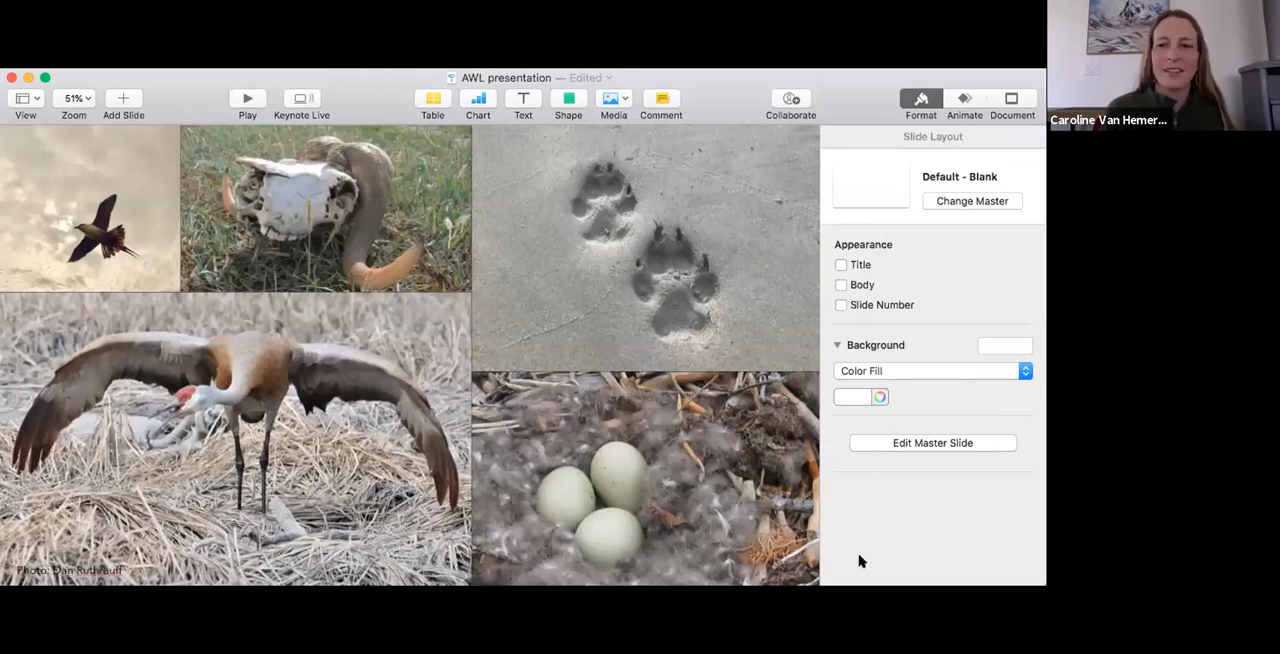 AWL presentation — Edited
51%
View
Zoom
Add Slide
Play
Keynote Live
Table
Chart
Text
Shape
Media
Comment
Collaborate
Format
Animate
Document
Slide Layout
Default - Blank
Change Master
Appearance
Title
Body
Slide Number
Background
Color Fill
Edit Master Slide
Photo: Dan Ruthrauff
Caroline Van Hemer...